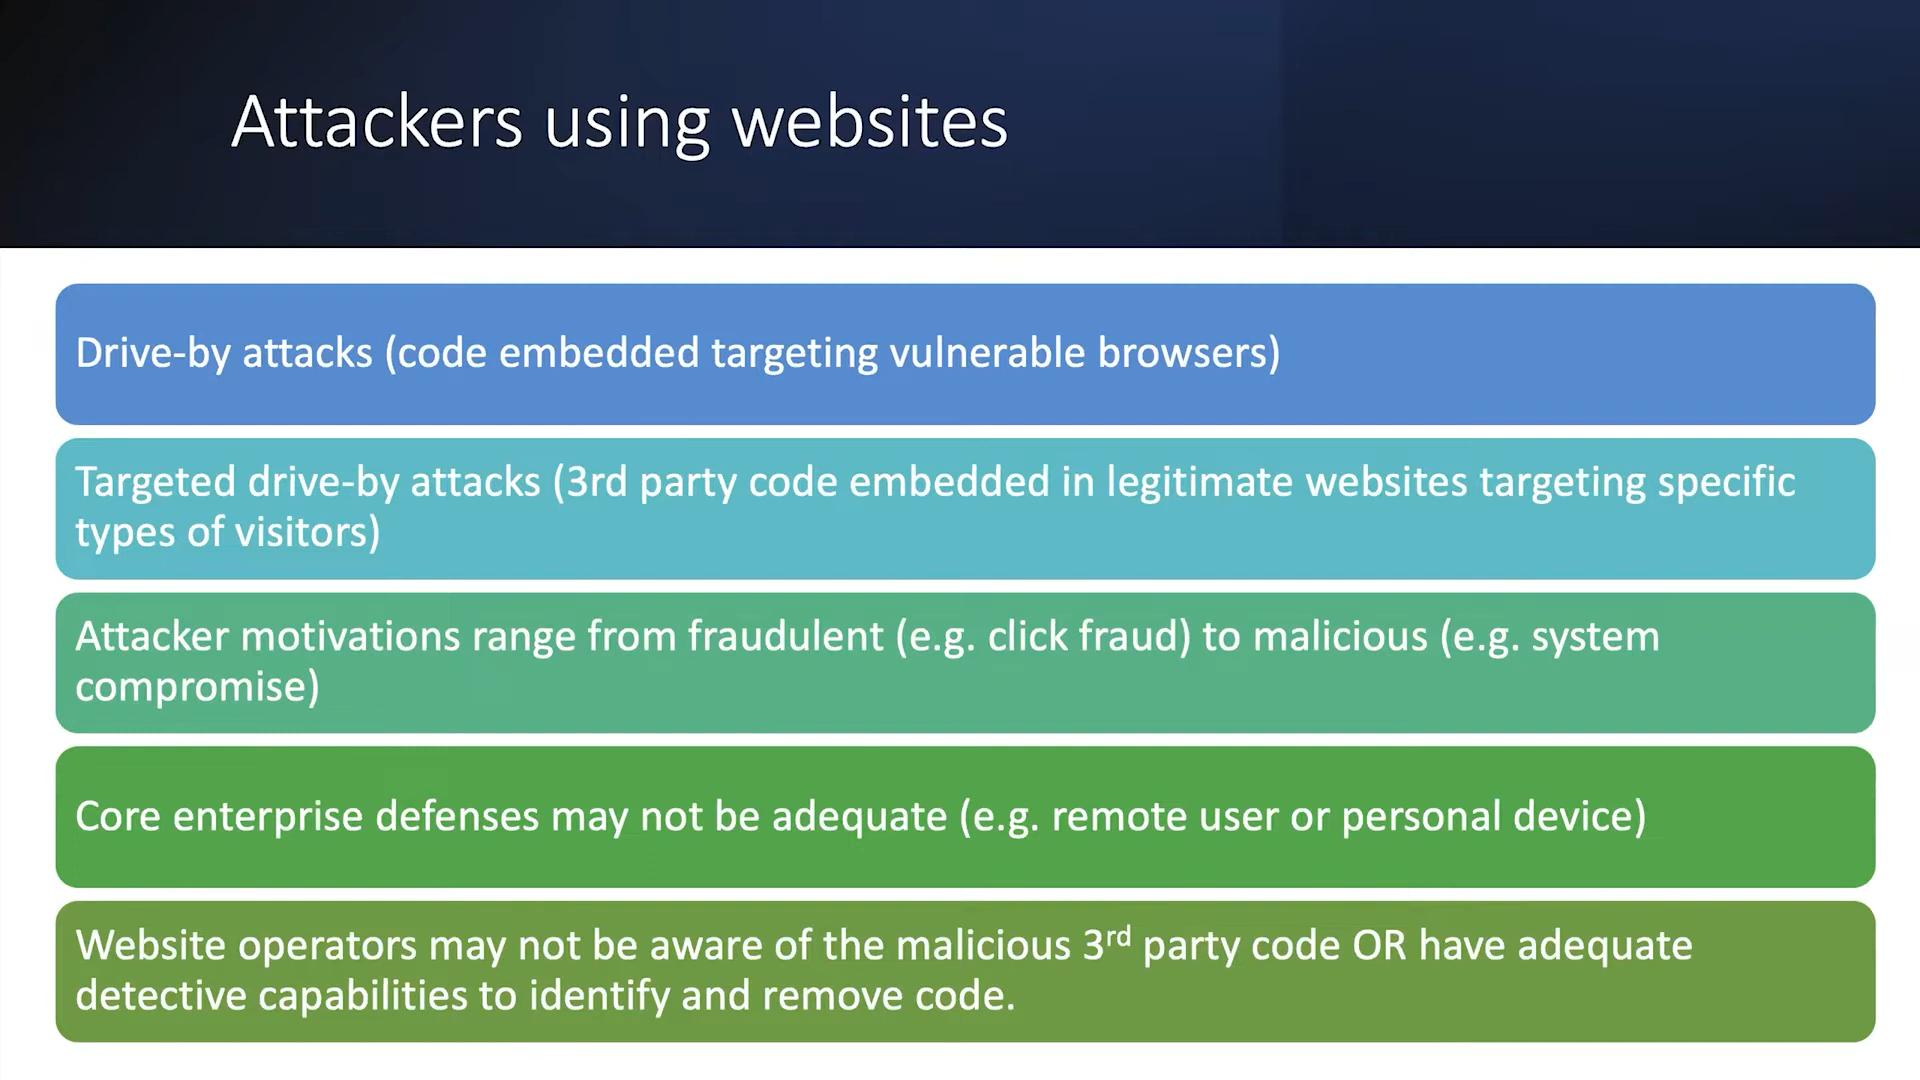 Attackers using websites
Drive-by attacks (code embedded targeting vulnerable browsers)
Targeted drive-by attacks (3rd party code embedded in legitimate websites targeting specific
types of visitors)
Attacker motivations range from fraudulent (e.g. click fraud) to malicious (e.g. system
compromise)
Core enterprise defenses may not be adequate (e.g. remote user or personal device)
Website operators may not be aware of the malicious 3rd party code OR have adequate
detective capabilities to identify and remove code.